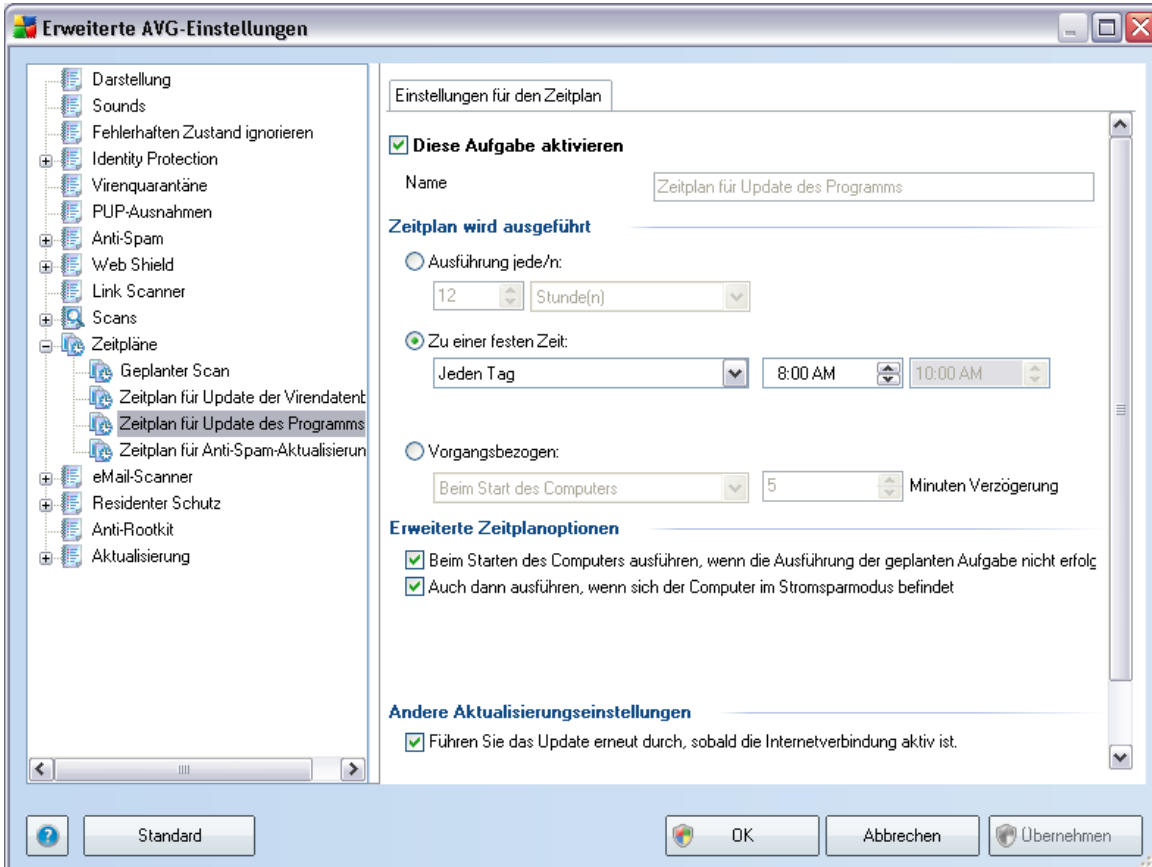 Erweiterte AVG-Einstellungen
Darstellung
Sounds
Fehlerhaften Zustand ignorieren
Identity Protection
Virenquarantäne
PUP-Ausnahmen
Anti-Spam
Web Shield
Link Scanner
Scans
Zeitpläne
Geplanter Scan
Zeitplan für Update der Virendatenb
Zeitplan für Update des Programms
Zeitplan für Anti-Spam-Aktualisierun
eMail-Scanner
Residenter Schutz
Anti-Rootkit
Aktualisierung
Einstellungen für den Zeitplan
Diese Aufgabe aktivieren
Name Zeitplan für Update des Programms
Zeitplan wird ausgeführt
Ausführung jede/n:
12 Stunde(n)
Zu einer festen Zeit:
Jeden Tag 8:00 AM 10:00 AM
Vorgangsbezogen:
Beim Start des Computers 5 Minuten Verzögerung
Erweiterte Zeitplanoptionen
Beim Starten des Computers ausführen, wenn die Ausführung der geplanten Aufgabe nicht erfolg
Auch dann ausführen, wenn sich der Computer im Stromsparmodus befindet
Andere Aktualisierungseinstellungen
Führen Sie das Update erneut durch, sobald die Internetverbindung aktiv ist.
? Standard OK Abbrechen Übernehmen